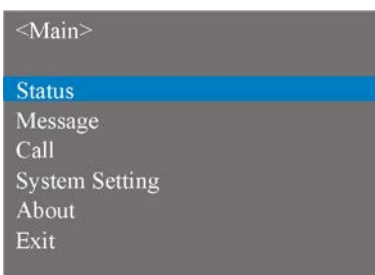 <Main>
Status
Message
Call
System Setting
About
Exit